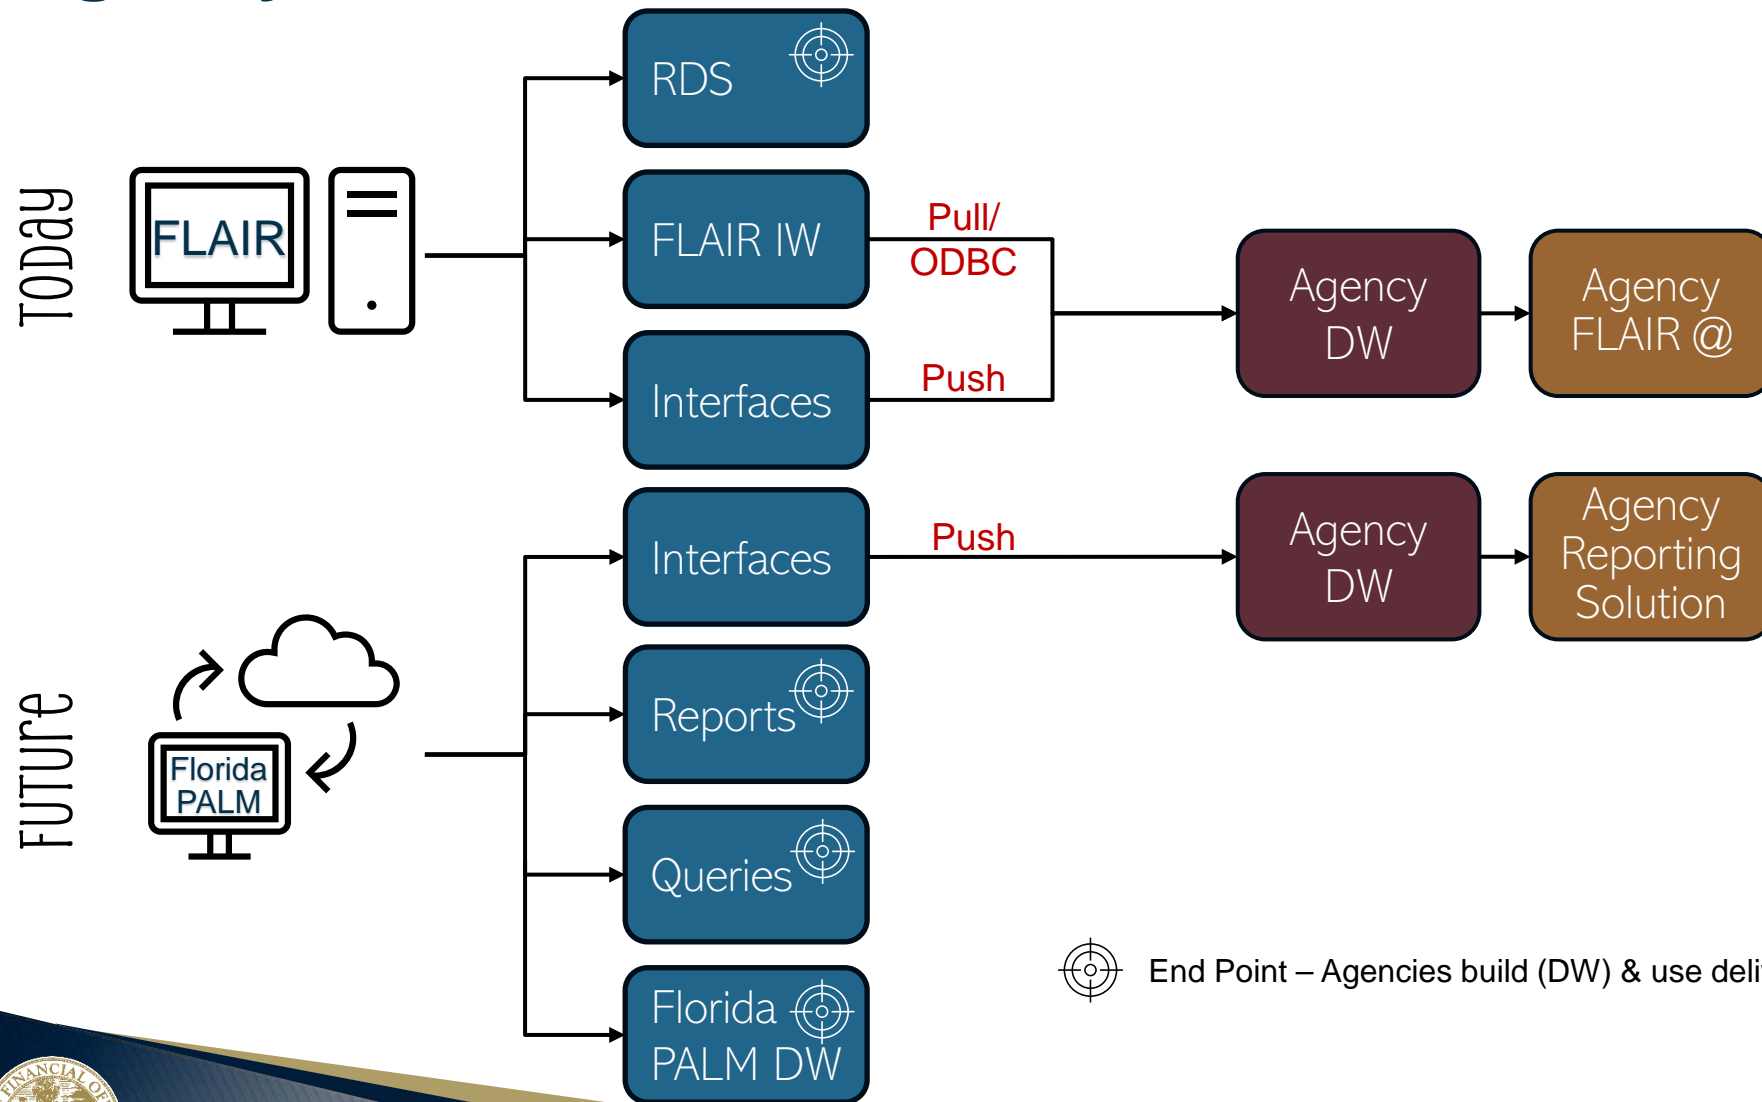 TODAY
FLAIR
RDS
FLAIR IW
Interfaces
Pull/
ODBC
Push
Agency
DW
Agency
FLAIR @
FUTURE
Florida
PALM
Interfaces
Reports
Queries
Florida
PALM DW
Push
Agency
DW
Agency
Reporting
Solution
End Point – Agencies build (DW) & use
FINANCIAL